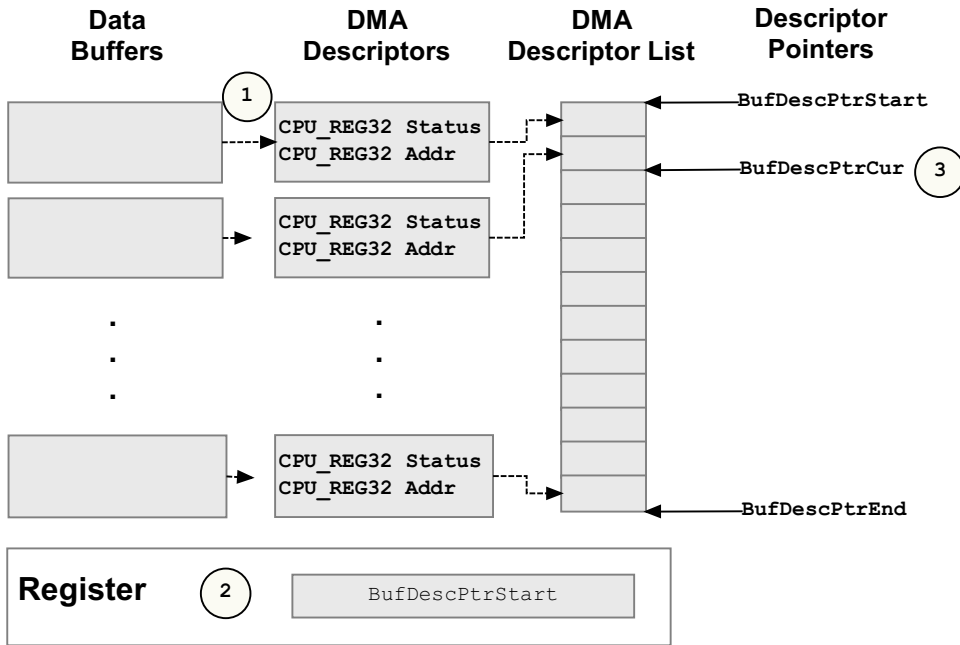 Data
Buffers
DMA
Descriptors
DMA
Descriptor List
Descriptor
Pointers
1
CPU_REG32 Status
CPU_REG32 Addr
BufDescPtrStart
BufDescPtrCur
3
CPU_REG32 Status
CPU_REG32 Addr
.
.
.
.
.
.
CPU_REG32 Status
CPU_REG32 Addr
BufDescPtrEnd
Register
2
BufDescPtrStart